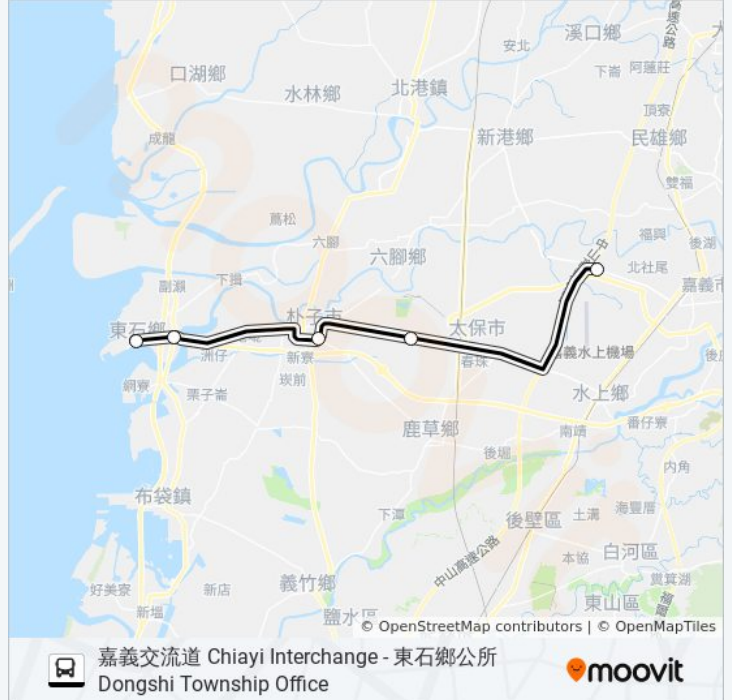 溪口鄉
安北
口湖鄉
下崙
阿蓮莊
水林鄉
北港鎮
頂寮
成龍
新港鄉
民雄鄉
雙福
蔦松
六腳
六腳鄉
福興
後湖
下揖
北社尾
副瀨
嘉義市
朴子市
東石鄉
太保市
洲仔
新寮
春珠
嘉義水上機場
網寮
崁前
栗子崙
水上鄉
鹿草鄉
南靖
番仔寮
後堀
內角
布袋鎮
下潭
後壁區
土溝
海豐厝
中山高速公路
本協
白河區
義竹鄉
好美寮
新店
貫箕湖
新塭
鹽水區
東山區
© OpenStreetMap contributors | © OpenMapTiles
嘉義交流道 Chiayi Interchange - 東石鄉公所
Dongshi Township Office
moovit